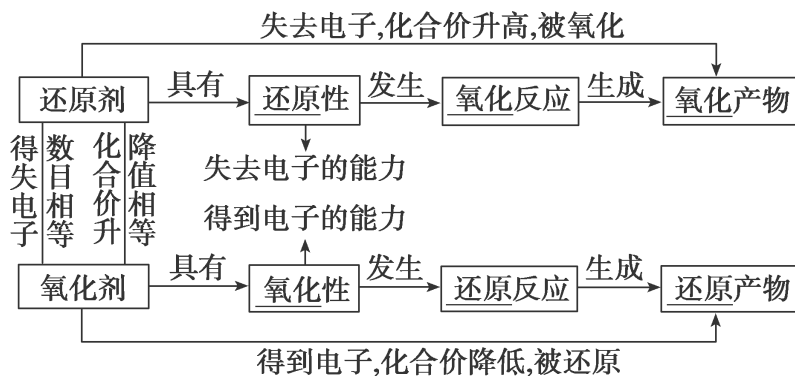 失去电子,化合价升高,被氧化
还原剂 具有 还原性 发生 氧化反应 生成 氧化产物
得失电子
数目相等
化合价升
降值相等
失去电子的能力
得到电子的能力
氧化剂 具有 氧化性 发生 还原反应 生成 还原产物
得到电子,化合价降低,被还原